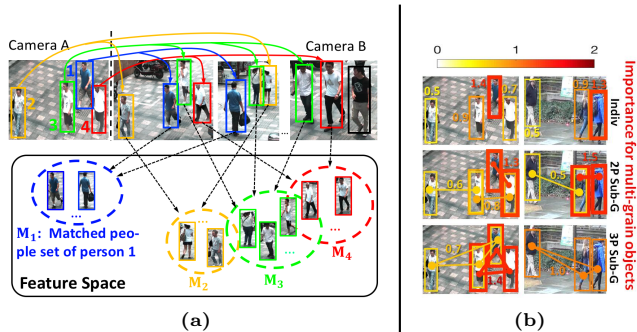 Camera A
Camera B
1
2
3
4
...
M1: Matched peo-
ple set of person 1
M2
M3
M4
Feature Space
(a)
0 1 2
0.5 0.9 1.4 0.7 0.5
Indiv
0.6 1.5 0.5
2P Sub-G
0.7 1.4 1.0
3P Sub-G
Importance for multi-grain objects
(b)